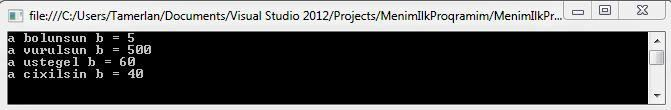 file:///C:/Users/Tamerlan/Documents/Visual Studio 2012/Projects/MenimIlkProqramim/MenimIlkPr...
a bolunsun b = 5
a vurulsun b = 500
a ustegel b = 60
a cixilsin b = 40